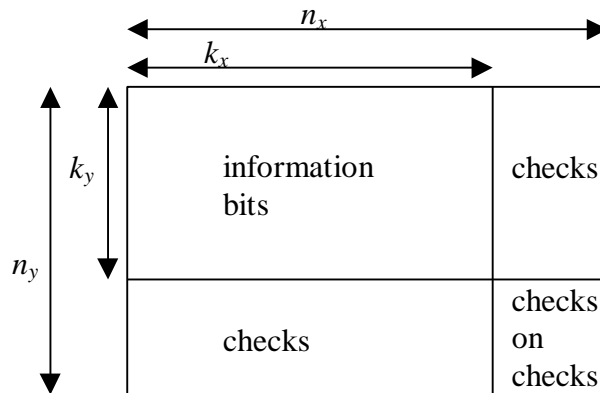 n_x
k_x
k_y
information
bits
checks
n_y
checks
checks
on
checks